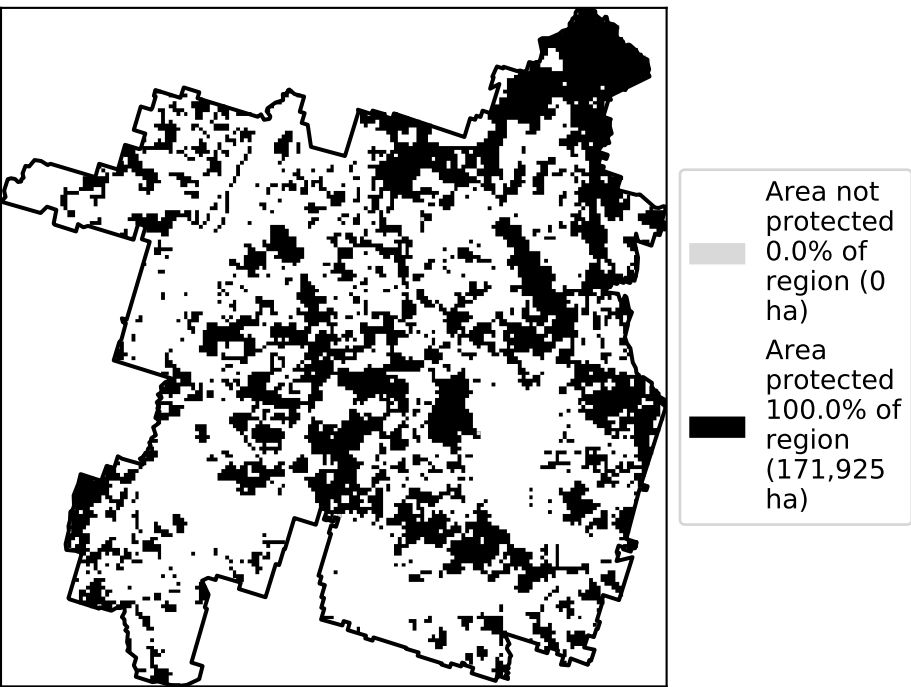 Area not
protected
0.0% of
region (0
ha)
Area
protected
100.0% of
region
(171,925
ha)